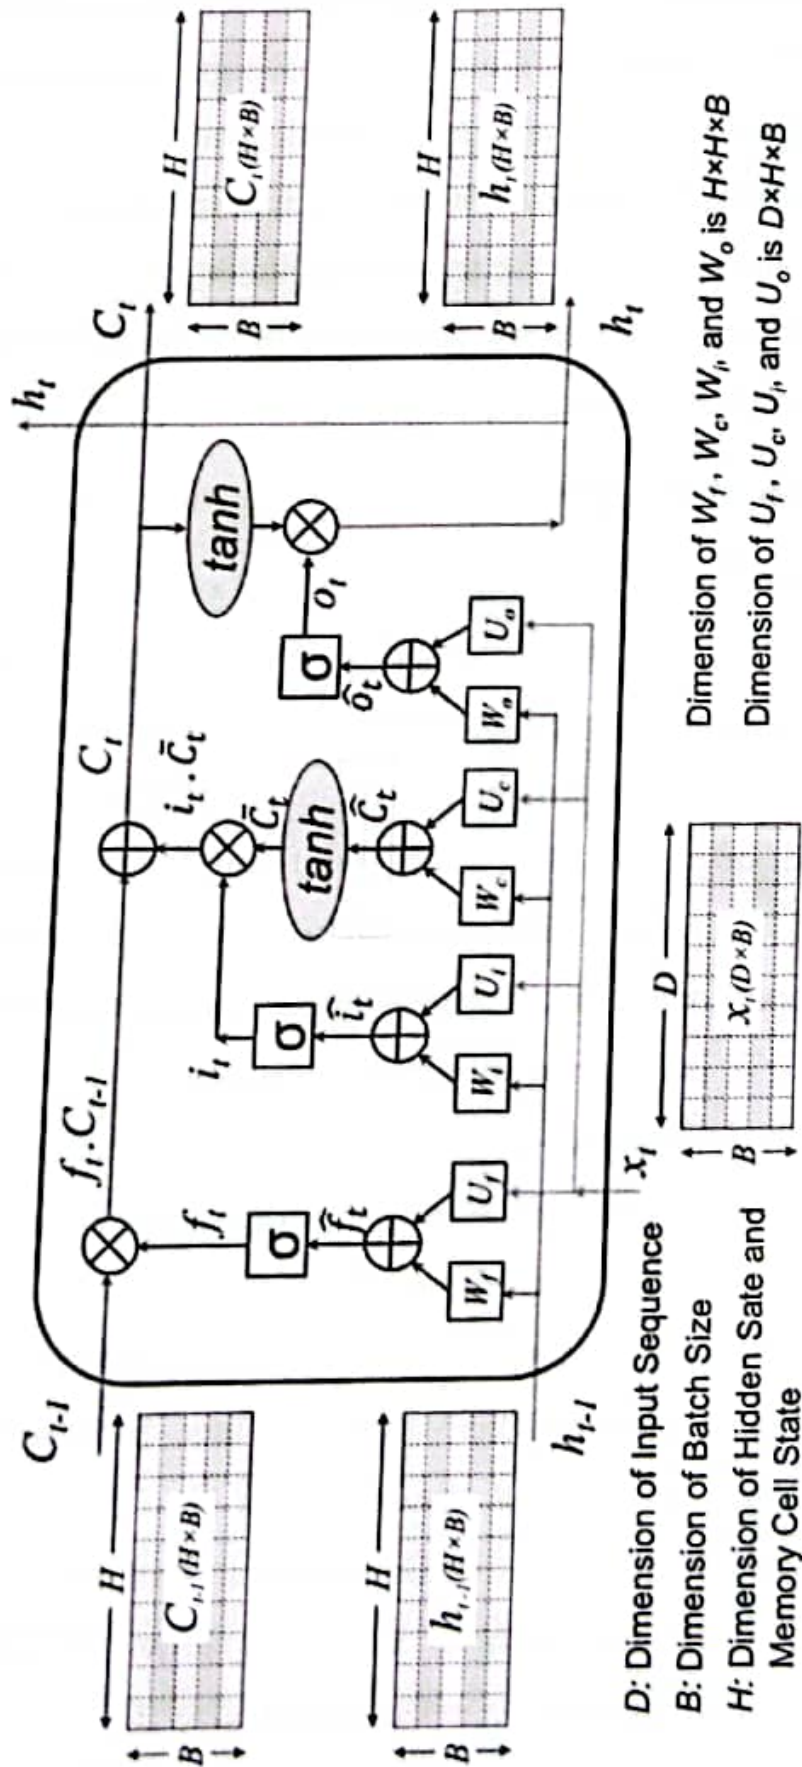 h_t
C_{t-1}
f_t . C_{t-1}
C_t
C_t
H
C_{t-1} (H×B)
B
f_t
i_t
i_t . C̄_t
C̄_t
tanh
H
C_t (H×B)
B
σ
σ
tanh
σ
o_t
f̂_t
î_t
Ĉ_t
ô_t
W_f
U_f
W_i
U_i
W_c
U_c
W_o
U_o
H
h_{t-1} (H×B)
B
H
h_t (H×B)
B
h_{t-1}
x_t
h_t
D
x_t (D×B)
B
D: Dimension of Input Sequence
B: Dimension of Batch Size
H: Dimension of Hidden Sate and
Memory Cell State
Dimension of W_f, W_c, W_i, and W_o is H×H×B
Dimension of U_f, U_c, U_i, and U_o is D×H×B